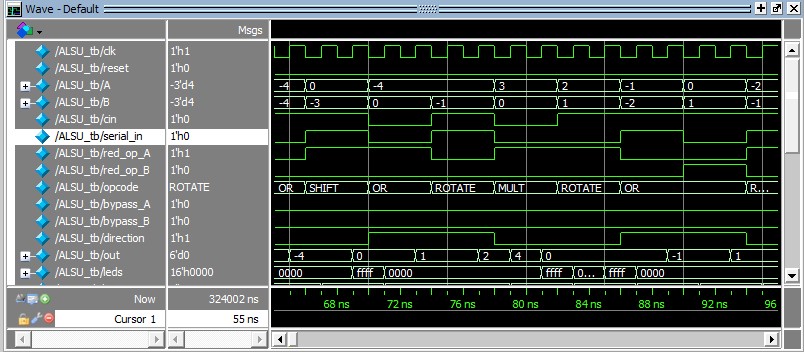 Wave - Default
Msgs
/ALSU_tb/clk 1'h1
/ALSU_tb/reset 1'h0
/ALSU_tb/A -3'd4 -4 0 -4 3 2 -1 0 -2
/ALSU_tb/B -3'd4 -4 -3 0 -1 0 1 -2 1 -1
/ALSU_tb/cin 1'h0
/ALSU_tb/serial_in 1'h0
/ALSU_tb/red_op_A 1'h1
/ALSU_tb/red_op_B 1'h0
/ALSU_tb/opcode ROTATE OR SHIFT OR ROTATE MULT ROTATE OR R...
/ALSU_tb/bypass_A 1'h0
/ALSU_tb/bypass_B 1'h0
/ALSU_tb/direction 1'h1
/ALSU_tb/out 6'd0 -4 0 1 2 4 0 -1 1
/ALSU_tb/leds 16'h0000 0000 ffff 0000 ffff 0... ffff 0000
Now 324002 ns 68 ns 72 ns 76 ns 80 ns 84 ns 88 ns 92 ns 96
Cursor 1 55 ns